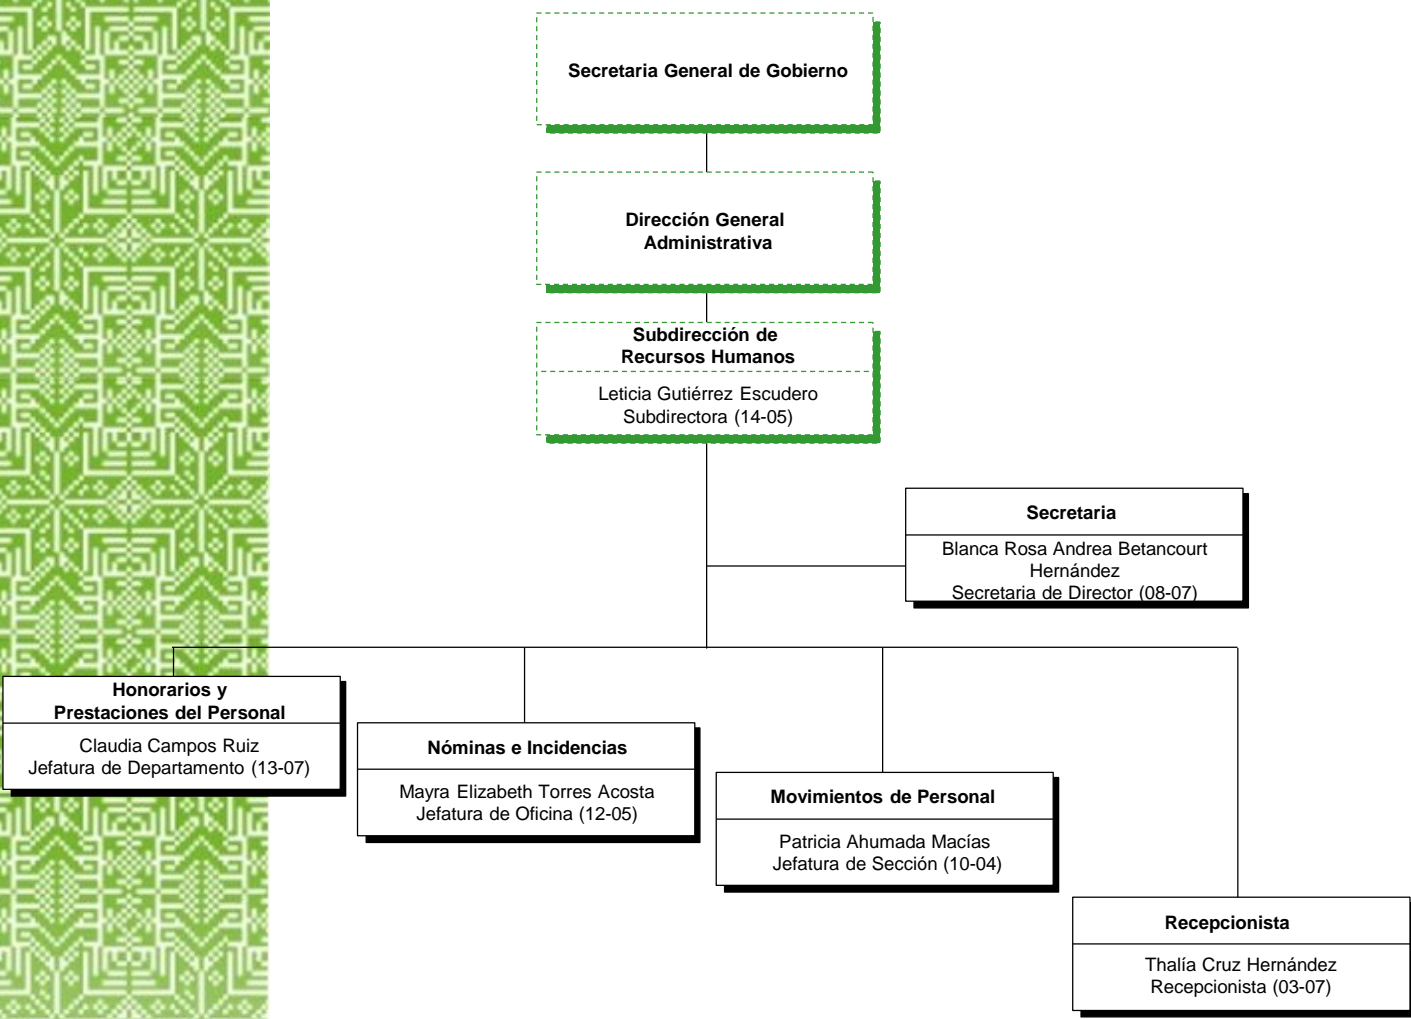 Secretaria General de Gobierno
Dirección General
Administrativa
Subdirección de
Recursos Humanos
Leticia Gutiérrez Escudero
Subdirectora (14-05)
Secretaria
Blanca Rosa Andrea Betancourt
Hernández
Secretaria de Director (08-07)
Honorarios y
Prestaciones del Personal
Claudia Campos Ruiz
Jefatura de Departamento (13-07)
Nóminas e Incidencias
Mayra Elizabeth Torres Acosta
Jefatura de Oficina (12-05)
Movimientos de Personal
Patricia Ahumada Macías
Jefatura de Sección (10-04)
Recepcionista
Thalía Cruz Hernández
Recepcionista (03-07)